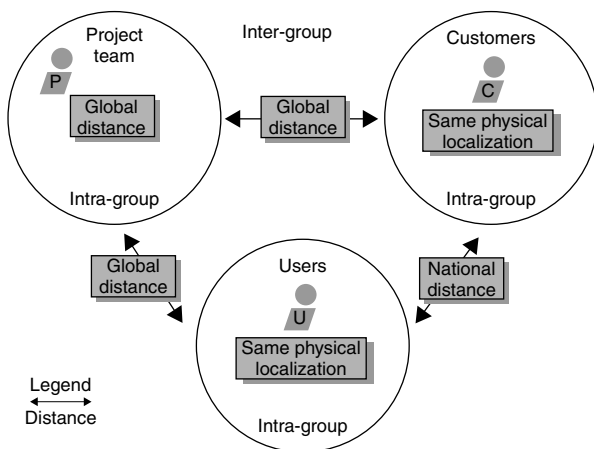 Project
team
P
Global
distance
Intra-group
Inter-group
Global
distance
Customers
C
Same physical
localization
Intra-group
Global
distance
Users
U
Same physical
localization
Intra-group
National
distance
Legend
Distance